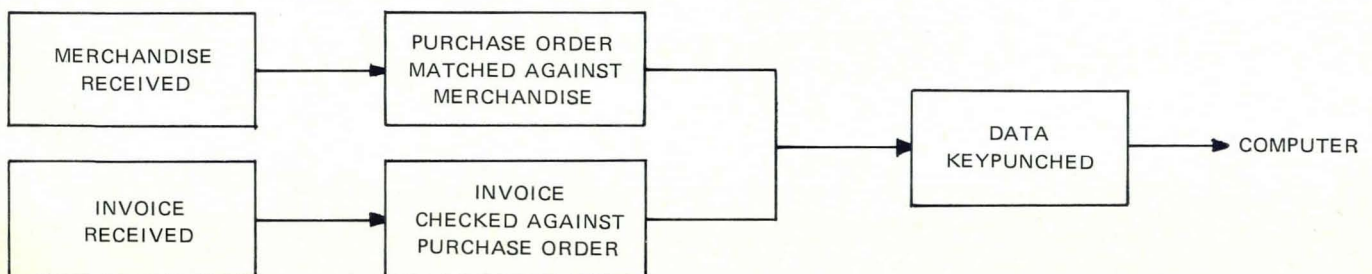 MERCHANDISE
RECEIVED
PURCHASE ORDER
MATCHED AGAINST
MERCHANDISE
INVOICE
RECEIVED
INVOICE
CHECKED AGAINST
PURCHASE ORDER
DATA
KEYPUNCHED
COMPUTER